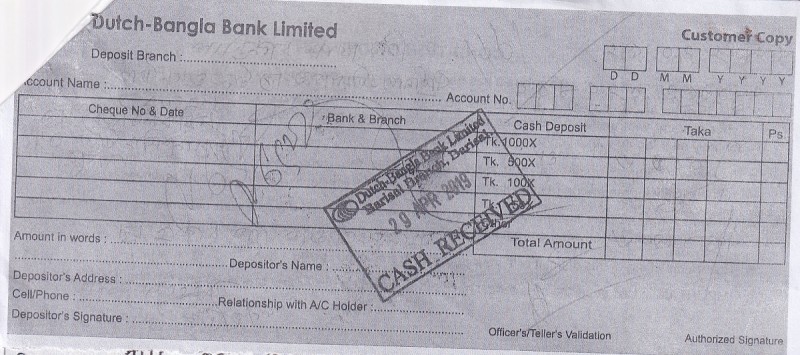 Dutch-Bangla Bank Limited
Customer Copy
Deposit Branch :
D D M M Y Y Y Y
Account Name : Account No.
Cheque No & Date Bank & Branch Cash Deposit Taka Ps.
Tk. 1000X
Tk. 500X
Tk. 100X
Tk.
Total Amount
Dutch-Bangla Bank Limited
Barisal Branch, Barisal.
29 APR 2019
CASH RECEIVED
Amount in words :
Depositor's Name :
Depositor's Address :
Cell/Phone : Relationship with A/C Holder :
Depositor's Signature :
Officer's/Teller's Validation Authorized Signature